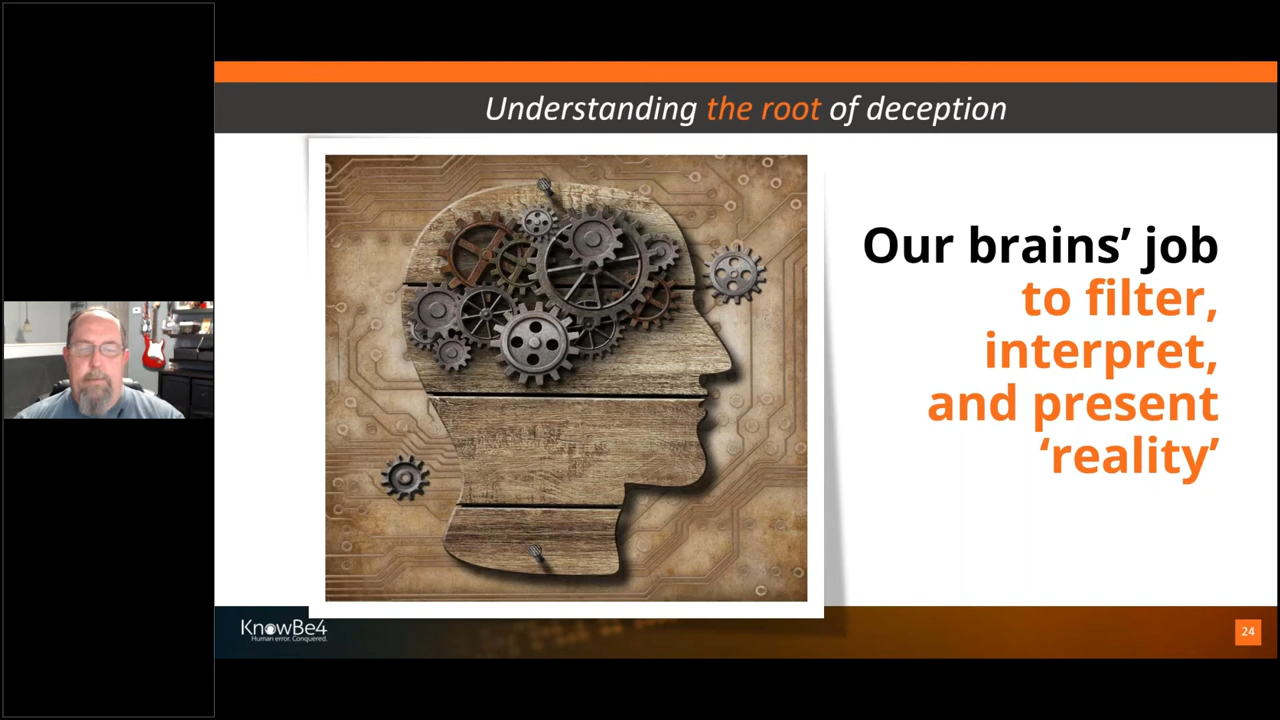 Understanding the root of deception
Our brains’ job
to filter,
interpret,
and present
‘reality’
KnowBe4
Human error. Conquered.
24